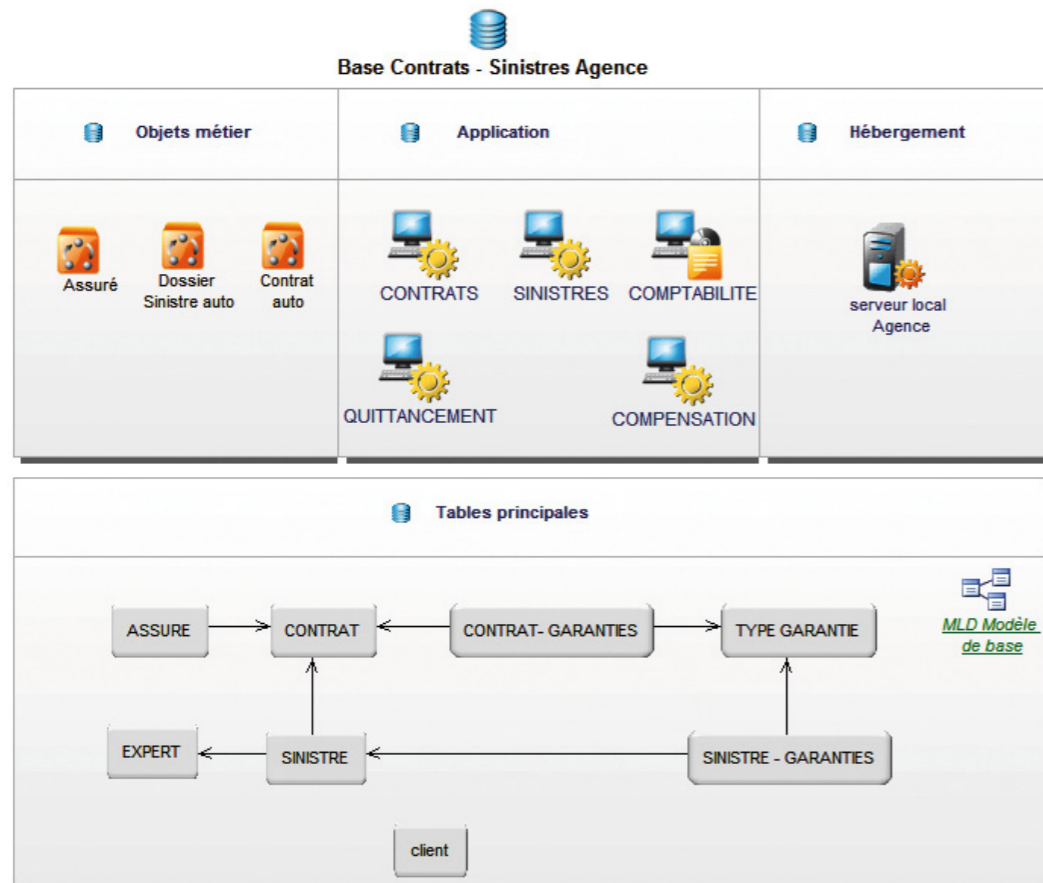 Base Contrats - Sinistres Agence
Objets métier
Application
Hébergement
Assuré
Dossier
Sinistre auto
Contrat
auto
CONTRATS
SINISTRES
COMPTABILITE
QUITTANCEMENT
COMPENSATION
serveur local
Agence
Tables principales
ASSURE
CONTRAT
CONTRAT- GARANTIES
TYPE GARANTIE
MLD Modèle
de base
EXPERT
SINISTRE
SINISTRE - GARANTIES
client